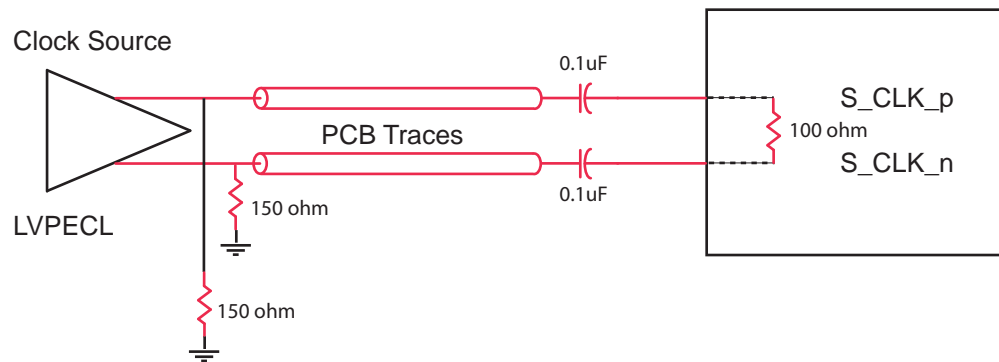 Clock Source
0.1uF
S_CLK_p
PCB Traces
100 ohm
S_CLK_n
0.1uF
150 ohm
LVPECL
150 ohm